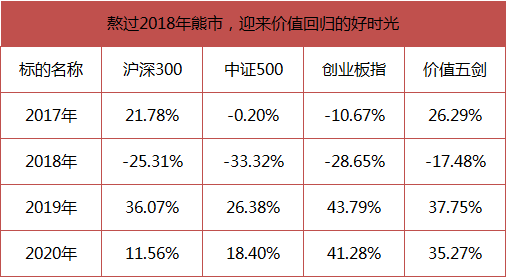 熬过2018年熊市，迎来价值回归的好时光
标的名称 沪深300 中证500 创业板指 价值五剑
2017年 21.78% -0.20% -10.67% 26.29%
2018年 -25.31% -33.32% -28.65% -17.48%
2019年 36.07% 26.38% 43.79% 37.75%
2020年 11.56% 18.40% 41.28% 35.27%